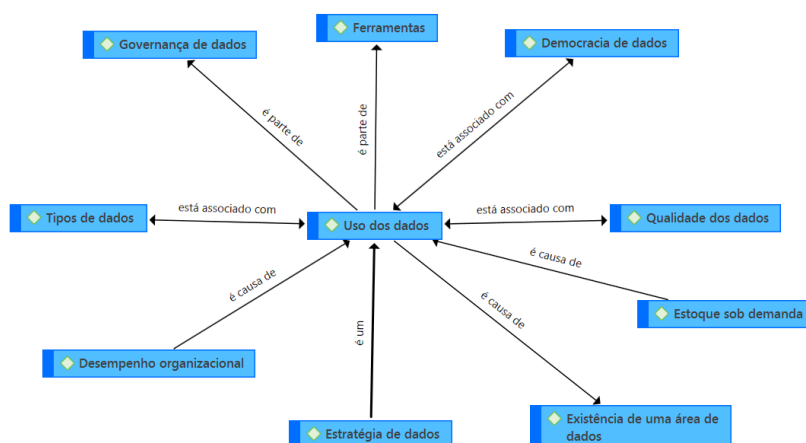 Ferramentas
Governança de dados
Democracia de dados
é parte de
é parte de
está associado com
Tipos de dados
está associado com
Uso dos dados
está associado com
Qualidade dos dados
é causa de
é causa de
é causa de
é um
Estoque sob demanda
Desempenho organizacional
Estratégia de dados
Existência de uma área de
dados